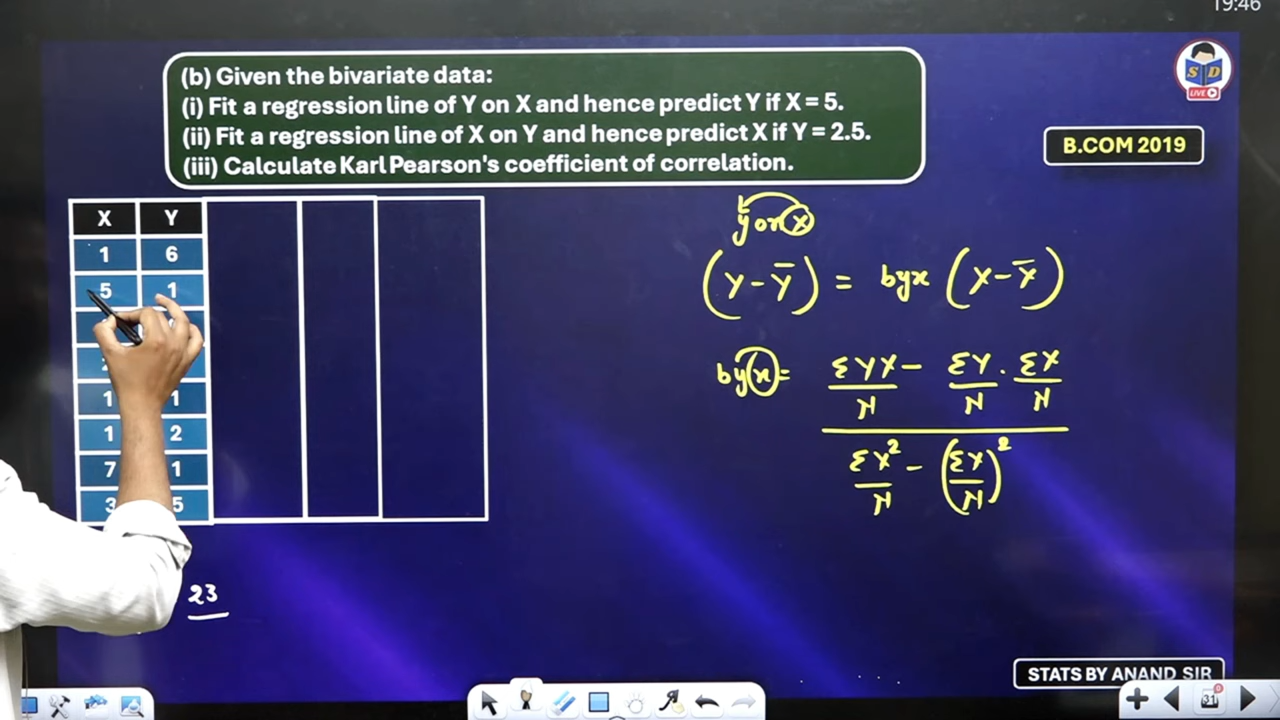 19:46
(b) Given the bivariate data:
(i) Fit a regression line of Y on X and hence predict Y if X = 5.
(ii) Fit a regression line of X on Y and hence predict X if Y = 2.5.
(iii) Calculate Karl Pearson's coefficient of correlation.
S D
LIVE
B.COM 2019
X Y
1 6
5 1
1 1
1 2
7 1
3 5
23
y on x
(Y - Ȳ) = byx (X - X̄)
byx = ΣYX/N - ΣY/N . ΣX/N
ΣX²/N - (ΣX/N)²
STATS BY ANAND SIR
31